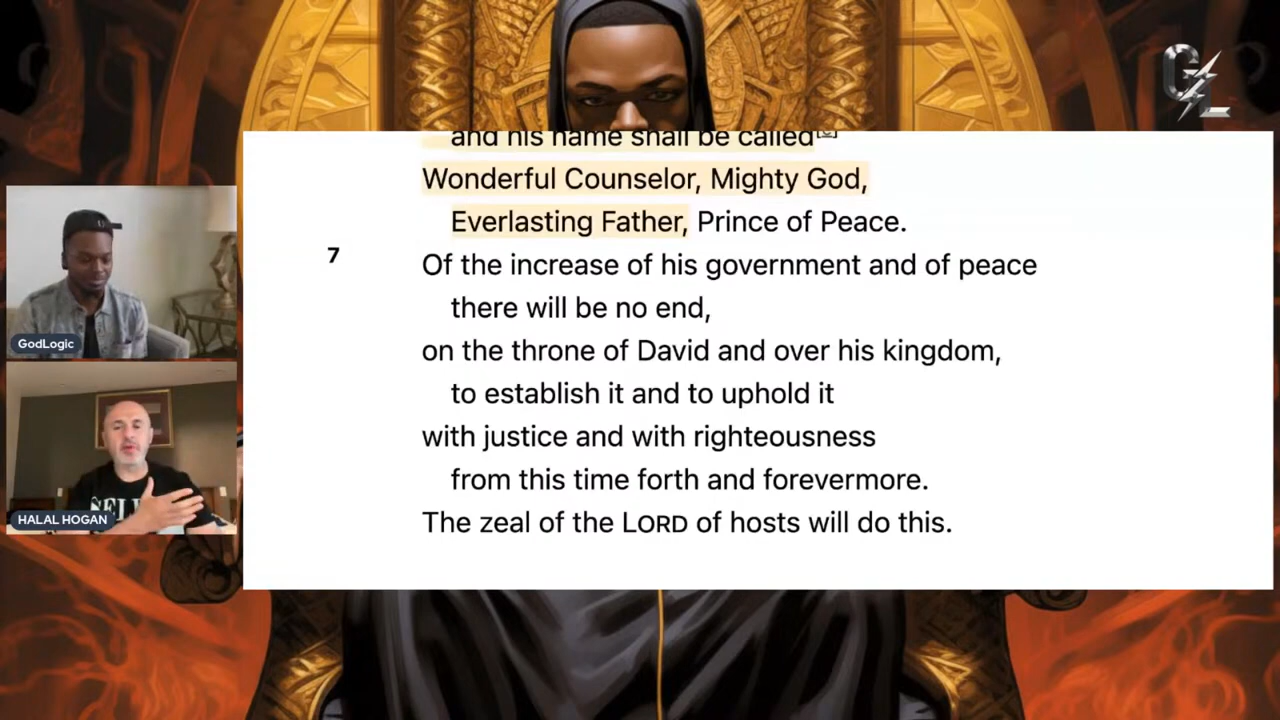 and his name shall be called
Wonderful Counselor, Mighty God,
Everlasting Father, Prince of Peace.
7 Of the increase of his government and of peace
there will be no end,
on the throne of David and over his kingdom,
to establish it and to uphold it
with justice and with righteousness
from this time forth and forevermore.
The zeal of the LORD of hosts will do this.
GodLogic
HALAL HOGAN
GL